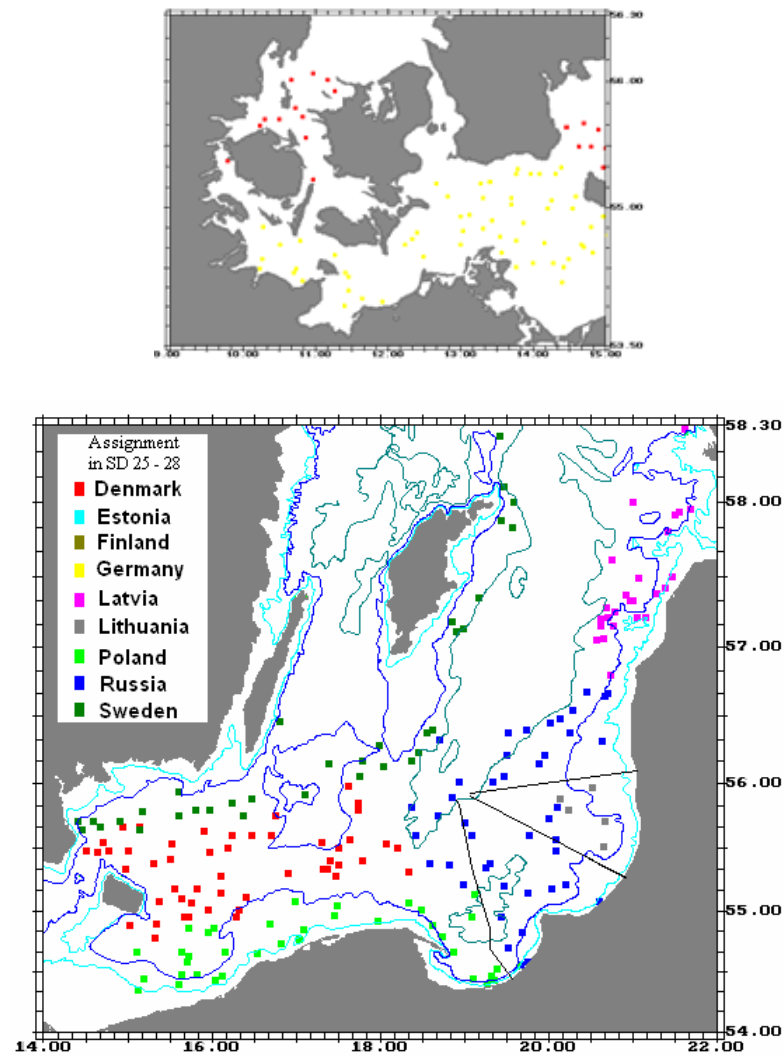 56.30
56.00
55.00
53.50
9.00 10.00 11.00 12.00 13.00 14.00 15.00
58.30
Assignment
in SD 25 - 28
Denmark
Estonia
Finland
Germany
Latvia
Lithuania
Poland
Russia
Sweden
58.00
57.00
56.00
55.00
54.00
14.00 16.00 18.00 20.00 22.00